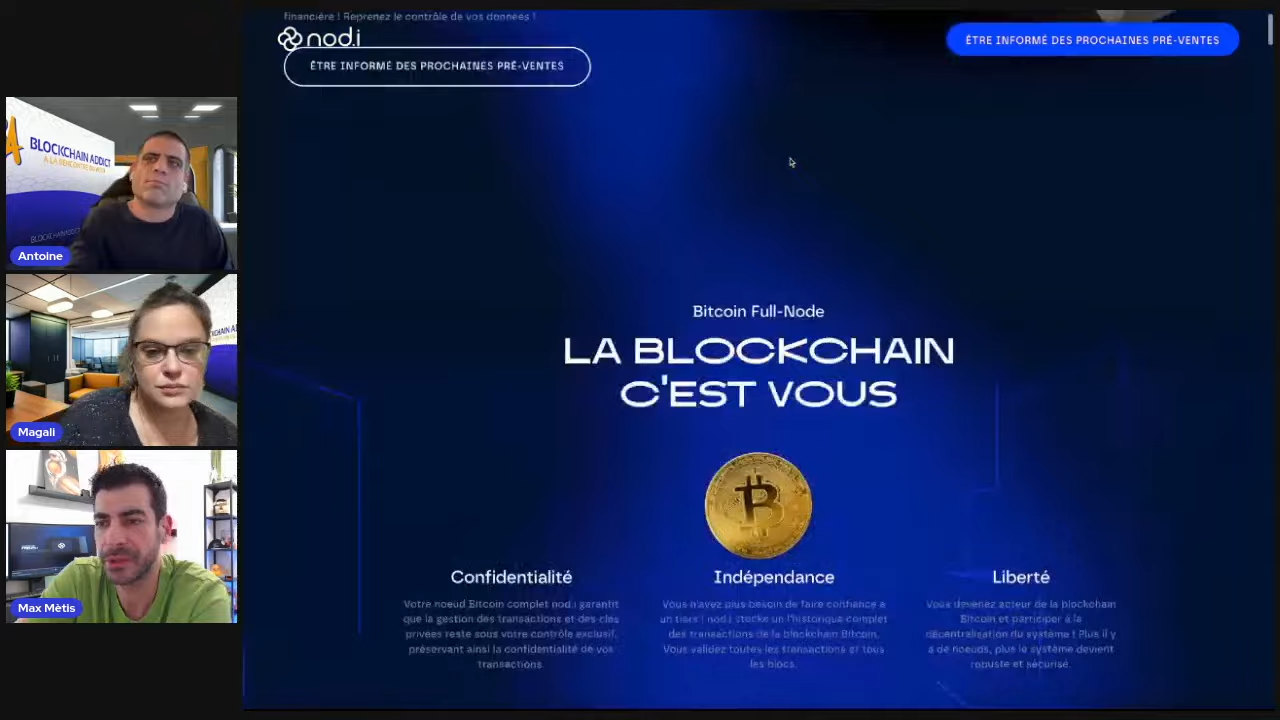 financière ! Reprenez le contrôle de vos données !
nod.i
ÊTRE INFORMÉ DES PROCHAINES PRÉ-VENTES
ÊTRE INFORMÉ DES PROCHAINES PRÉ-VENTES
BLOCKCHAIN ADDICT
Antoine
Magali
Max Mètis
Bitcoin Full-Node
LA BLOCKCHAIN
C'EST VOUS
Confidentialité
Votre noeud Bitcoin complet nod.i garantit
que la gestion des transactions et des clés
privées reste sous votre contrôle exclusif,
préservant ainsi la confidentialité de vos
transactions.
Indépendance
Vous n'avez plus besoin de faire confiance à
un tiers ! nod.i stocke un l'historique complet
des transactions de la blockchain Bitcoin.
Vous validez toutes les transactions et tous
les blocs.
Liberté
Vous devenez acteur de la blockchain
Bitcoin et participer à la
décentralisation du système ! Plus il y
a de noeuds, plus le système devient
robuste et sécurisé.